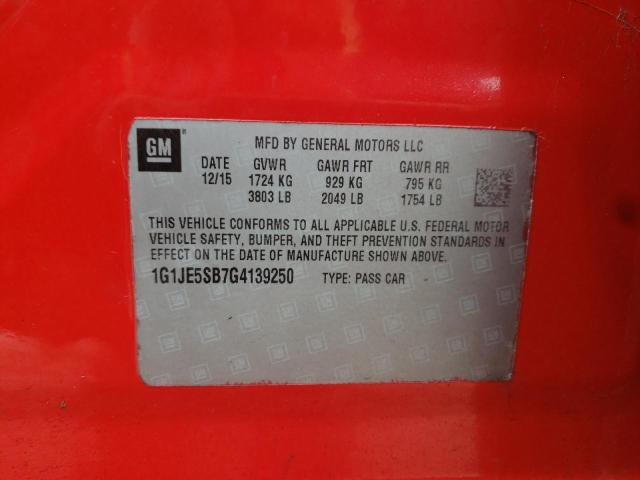 GM
MFD BY GENERAL MOTORS LLC
DATE GVWR GAWR FRT GAWR RR
12/15 1724 KG 929 KG 795 KG
3803 LB 2049 LB 1754 LB
THIS VEHICLE CONFORMS TO ALL APPLICABLE U.S. FEDERAL MOTOR
VEHICLE SAFETY, BUMPER, AND THEFT PREVENTION STANDARDS IN
EFFECT ON THE DATE OF MANUFACTURE SHOWN ABOVE.
1G1JE5SB7G4139250 TYPE: PASS CAR